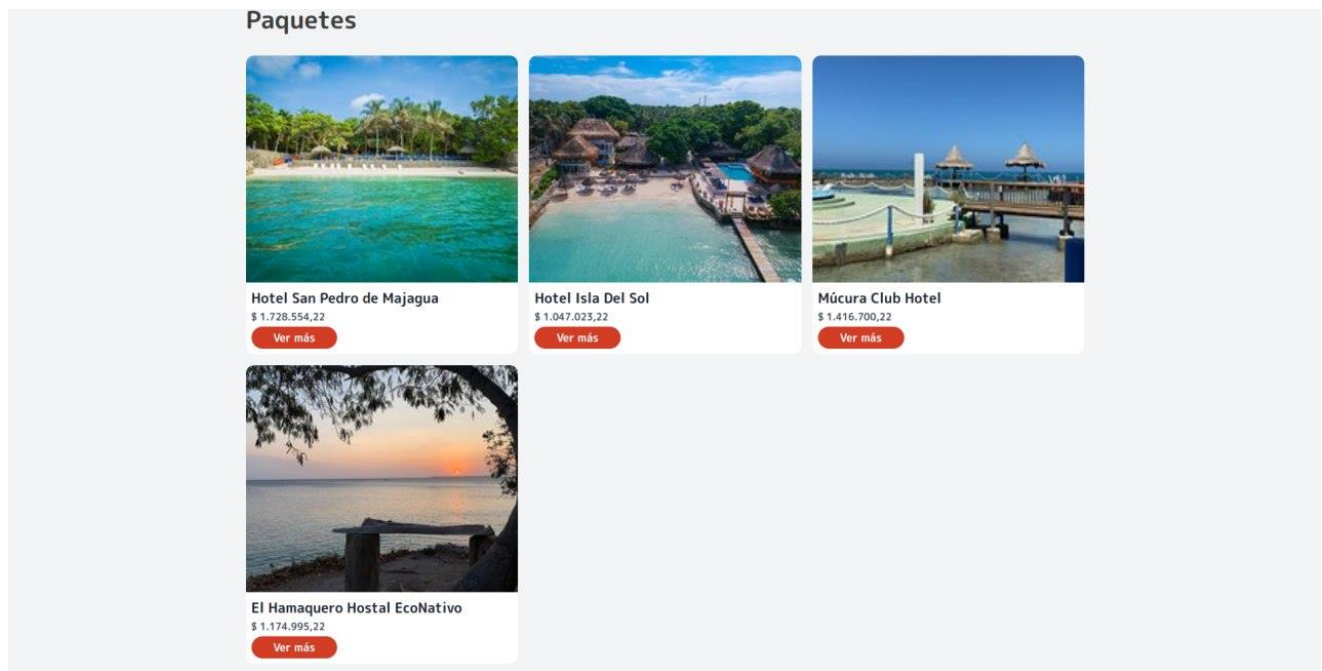 Paquetes
Hotel San Pedro de Majagua
$ 1.728.554,22
Ver más
Hotel Isla Del Sol
$ 1.047.023,22
Ver más
Múcura Club Hotel
$ 1.416.700,22
Ver más
El Hamaquero Hostal EcoNativo
$ 1.174.995,22
Ver más